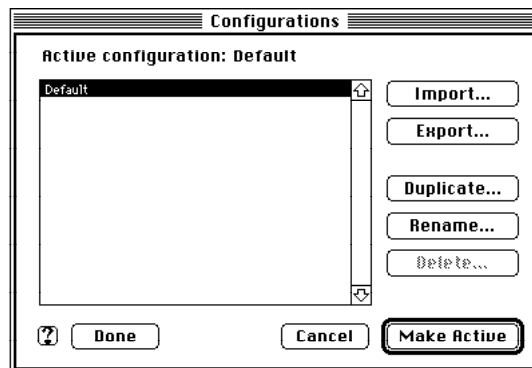 Configurations
Active configuration: Default
Default
Import...
Export...
Duplicate...
Rename...
Delete...
?
Done
Cancel
Make Active